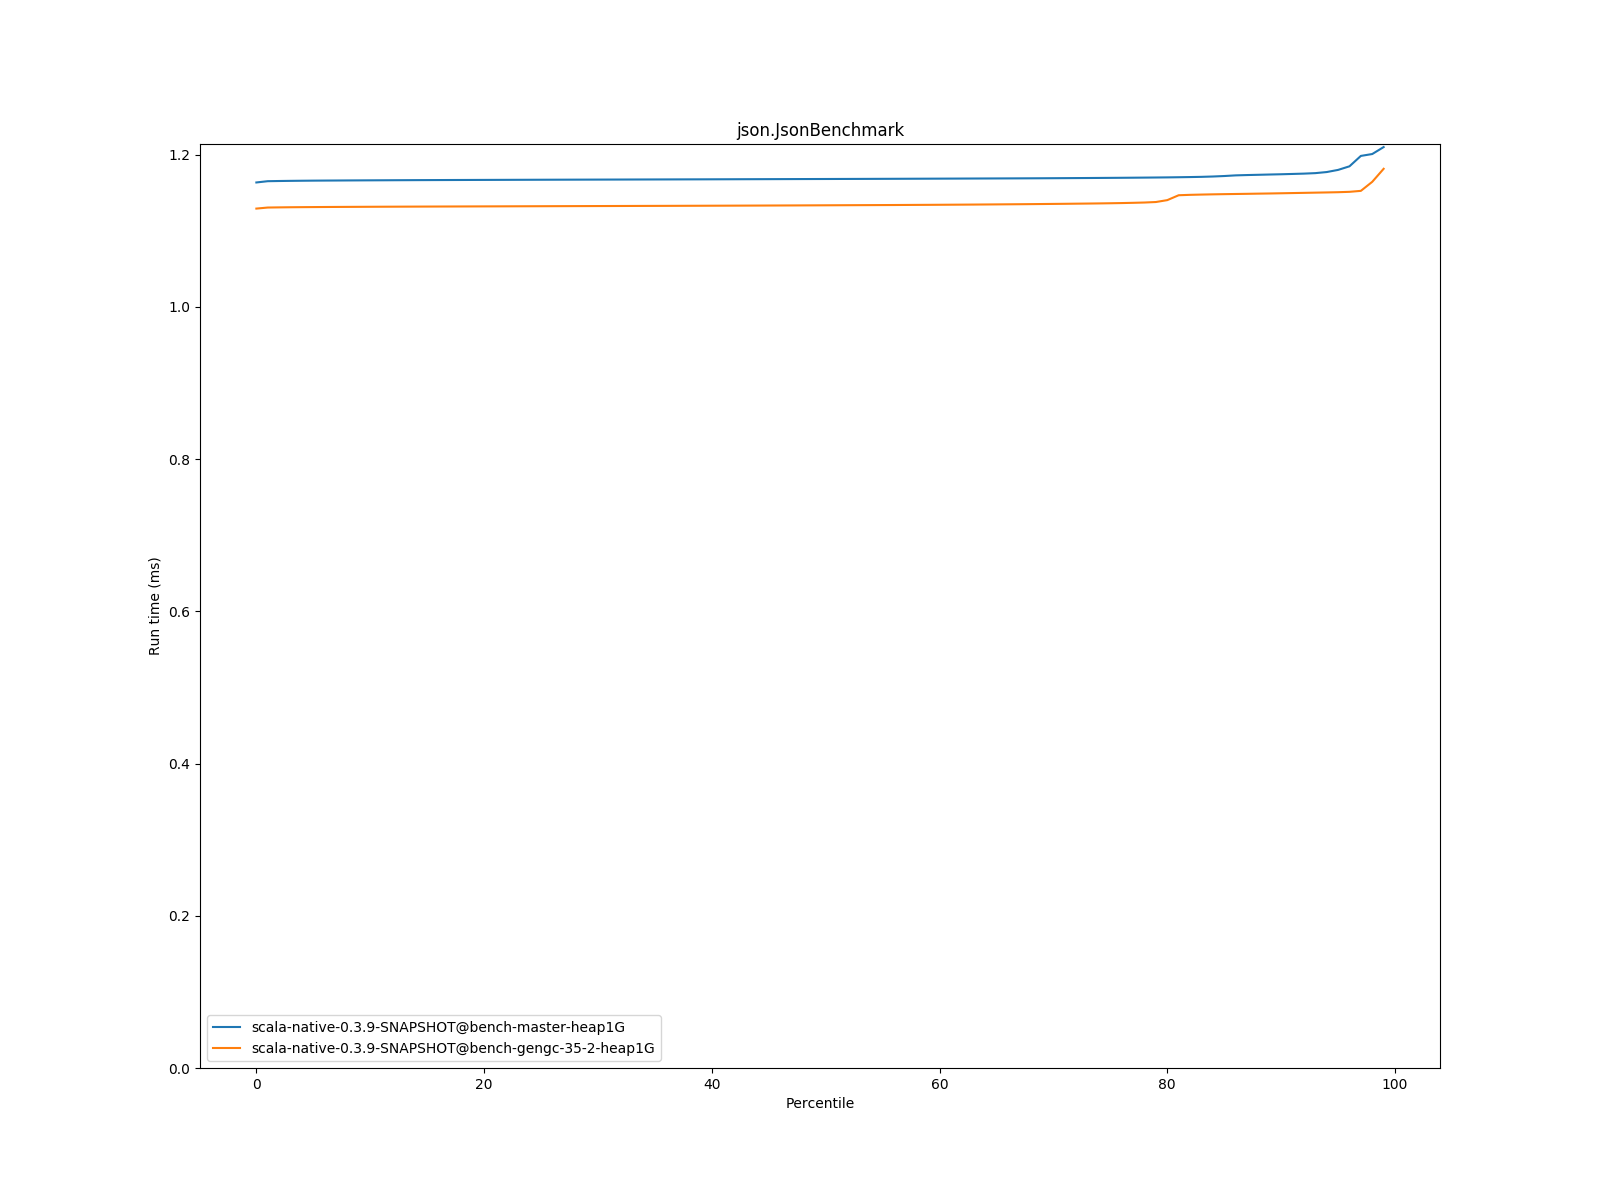 json.JsonBenchmark
1.2
1.0
0.8
0.6
0.4
0.2
0.0
Run time (ms)
scala-native-0.3.9-SNAPSHOT@bench-master-heap1G
scala-native-0.3.9-SNAPSHOT@bench-gengc-35-2-heap1G
0 20 40 60 80 100
Percentile